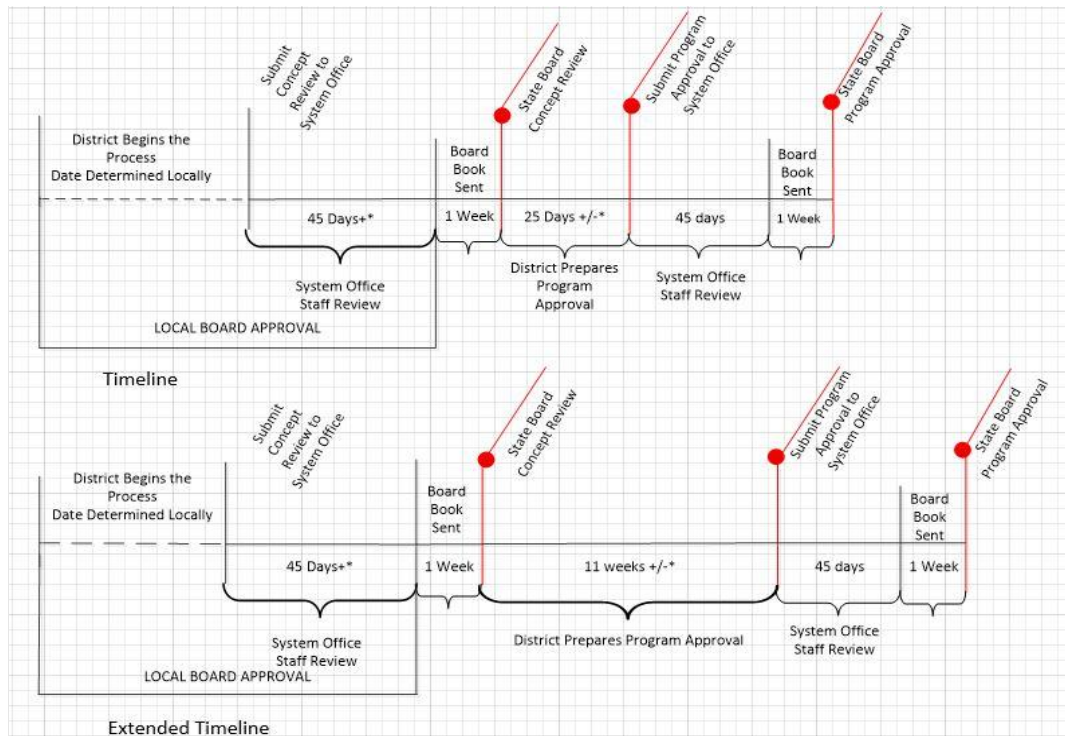 Submit
Concept
Review to
System Office
State Board
Concept Review
Submit Program
Approval to
System Office
State Board
Program Approval
District Begins the
Process
Date Determined Locally
Board
Book
Sent
Board
Book
Sent
45 Days+*
1 Week
25 Days +/-*
45 days
1 Week
System Office
Staff Review
District Prepares
Program
Approval
System Office
Staff Review
LOCAL BOARD APPROVAL
Timeline
Submit
Concept
Review to
System Office
State Board
Concept Review
Submit Program
Approval to
System Office
State Board
Program Approval
District Begins the
Process
Date Determined Locally
Board
Book
Sent
Board
Book
Sent
45 Days+*
1 Week
11 weeks +/-*
45 days
1 Week
System Office
Staff Review
District Prepares Program Approval
System Office
Staff Review
LOCAL BOARD APPROVAL
Extended Timeline